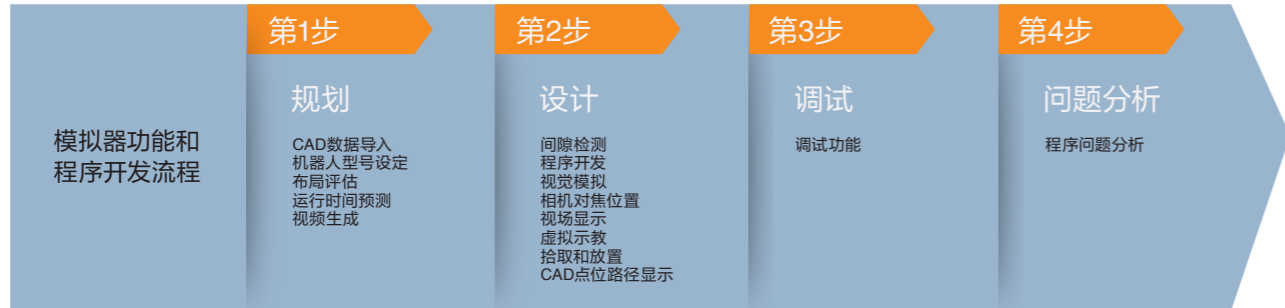 模拟器功能和
程序开发流程
第1步
规划
CAD数据导入
机器人型号设定
布局评估
运行时间预测
视频生成
第2步
设计
间隙检测
程序开发
视觉模拟
相机对焦位置
视场显示
虚拟示教
拾取和放置
CAD点位路径显示
第3步
调试
调试功能
第4步
问题分析
程序问题分析